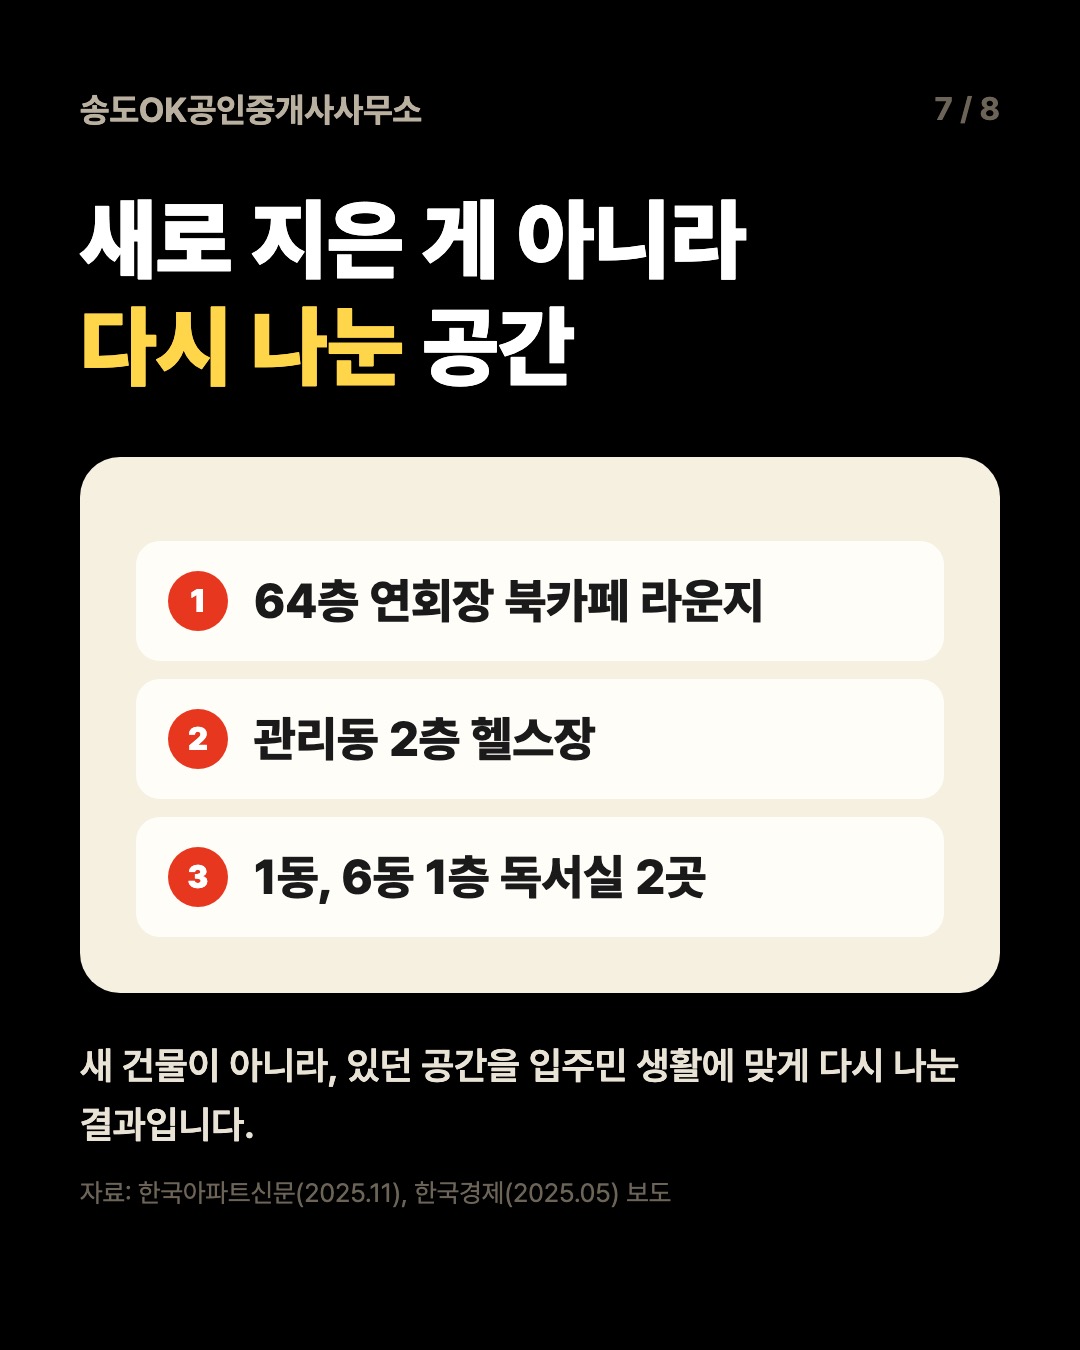 송도OK공인중개사사무소
7 / 8
새로 지은 게 아니라
다시 나눈 공간
1 64층 연회장 북카페 라운지
2 관리동 2층 헬스장
3 1동, 6동 1층 독서실 2곳
새 건물이 아니라, 있던 공간을 입주민 생활에 맞게 다시 나눈
결과입니다.
자료: 한국아파트신문(2025.11), 한국경제(2025.05) 보도